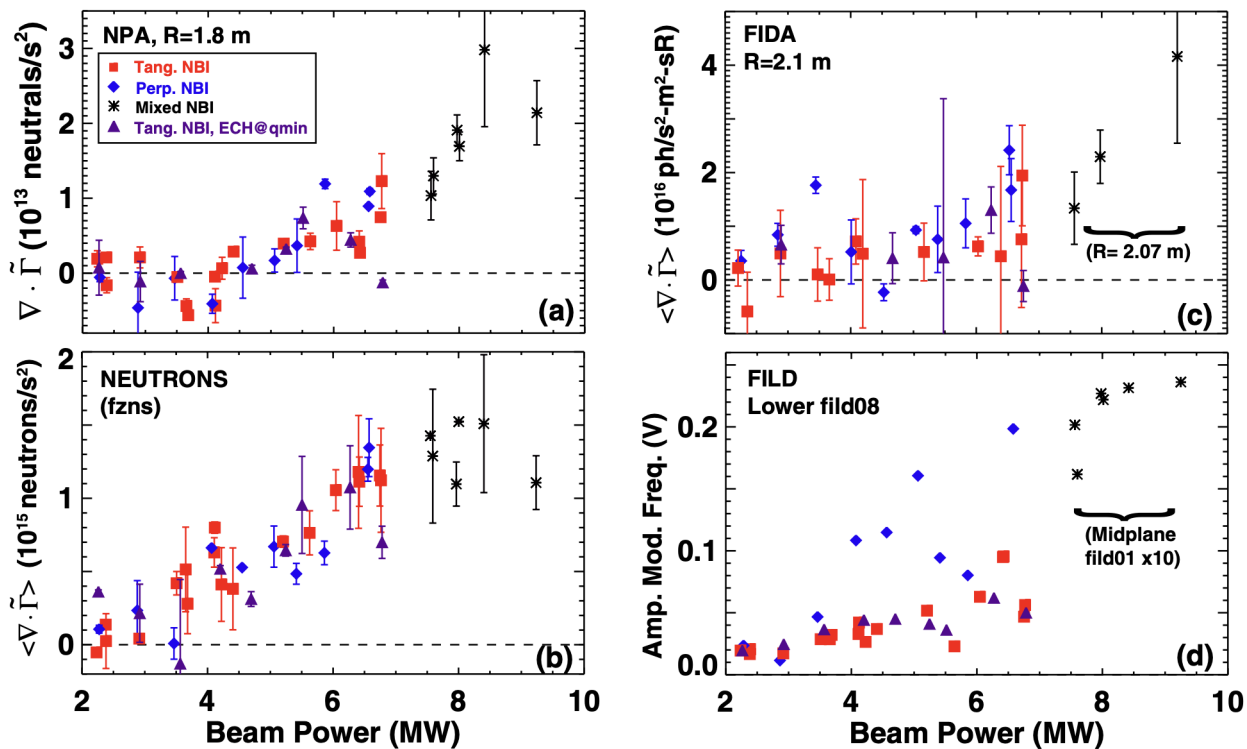 NPA, R=1.8 m
Tang. NBI
Perp. NBI
Mixed NBI
Tang. NBI, ECH@qmin
(a)
∇ · Γ̃ (10¹³ neutrals/s²)
3
2
1
0
NEUTRONS
(fzns)
(b)
<∇ · Γ̃> (10¹⁵ neutrons/s²)
2
1
0
2
4
6
8
10
Beam Power (MW)
FIDA
R=2.1 m
(R= 2.07 m)
(c)
<∇ · Γ̃> (10¹⁶ ph/s²-m²-sR)
4
2
0
FILD
Lower fild08
(Midplane
fild01 x10)
(d)
Amp. Mod. Freq. (V)
0.2
0.1
0.0
2
4
6
8
10
Beam Power (MW)